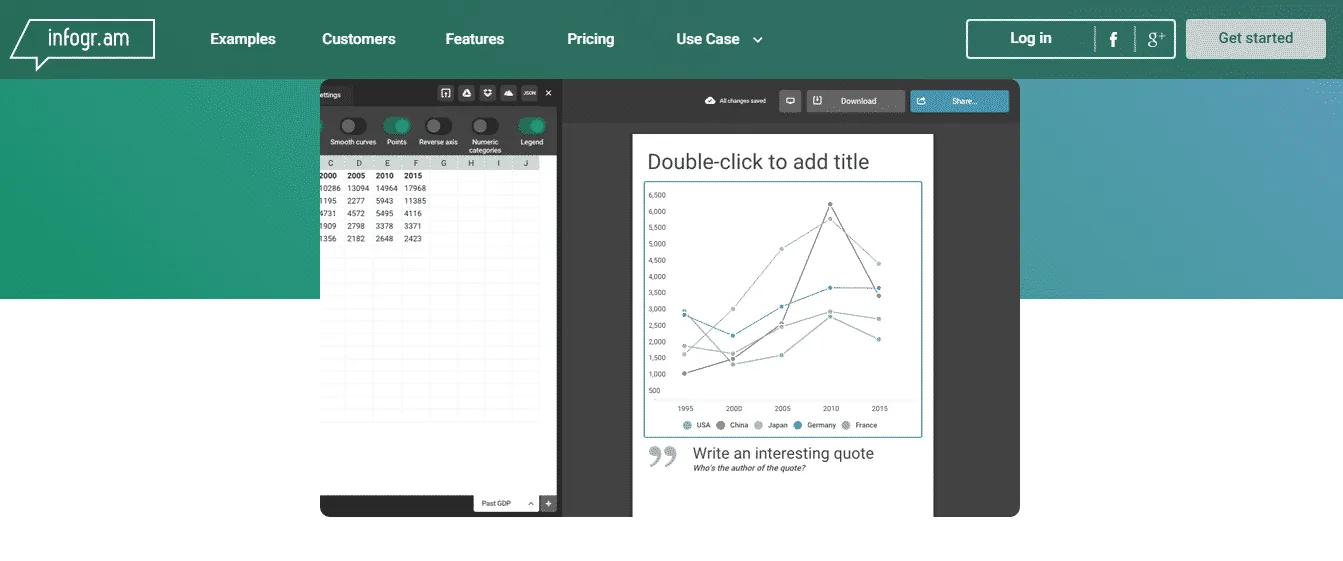 infogr.am
Examples Customers Features Pricing Use Case
Log in f g+ Get started
ettings
JSON
Smooth curves Points Reverse axis Numeric categories Legend
C D E F G H I J
2000 2005 2010 2015
10286 13094 14964 17968
1195 2277 5943 11385
4731 4572 5495 4116
1909 2798 3378 3371
1356 2182 2648 2423
Past GDP +
All changes saved Download Share...
Double-click to add title
6,500
6,000
5,500
5,000
4,500
4,000
3,500
3,000
2,500
2,000
1,500
1,000
500
1995 2000 2005 2010 2015
USA China Japan Germany France
Write an interesting quote
Who's the author of the quote?